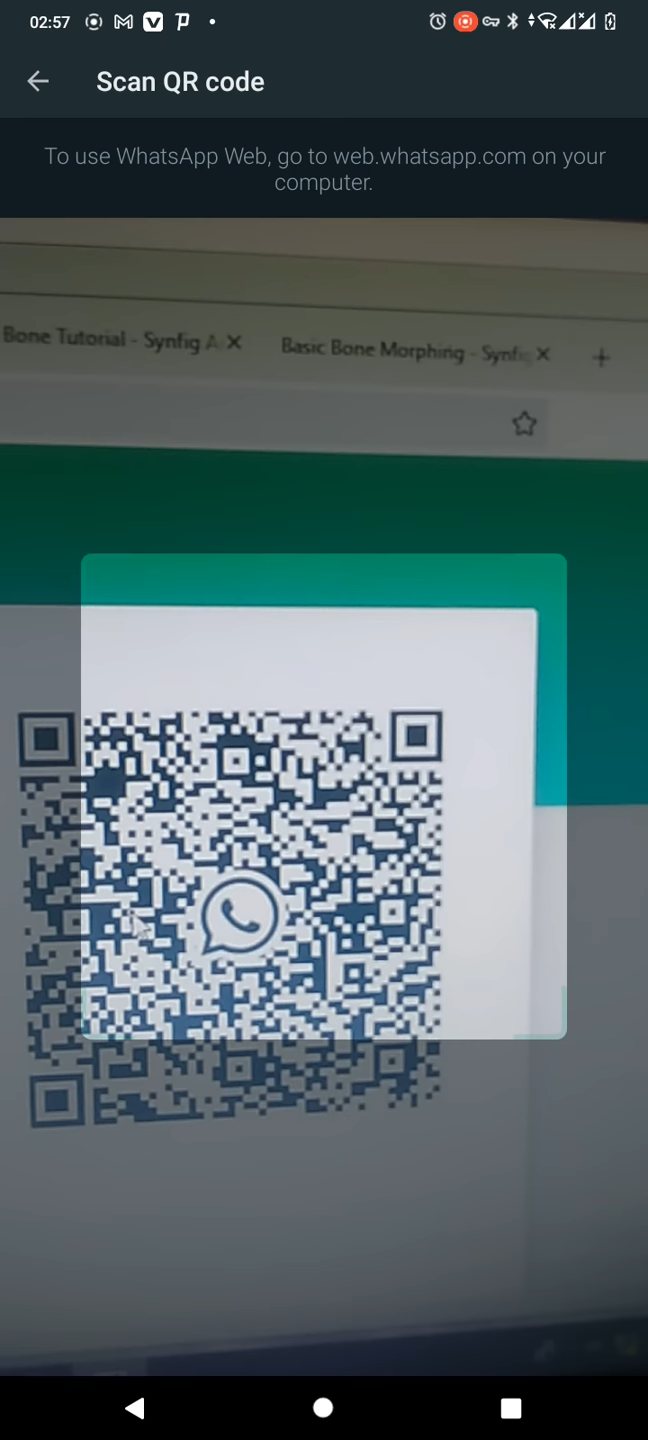 02:57
Scan QR code
To use WhatsApp Web, go to web.whatsapp.com on your
computer.
Bone Tutorial - Synfig A
Basic Bone Morphing - Synfig